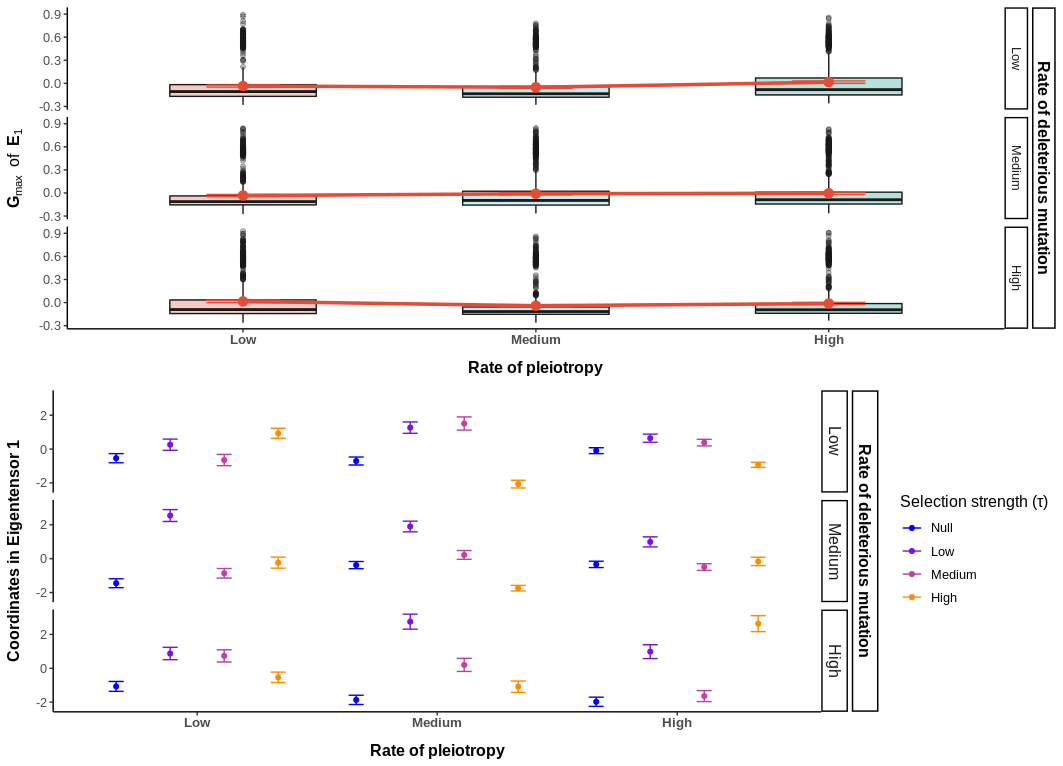 G_max of E_1
0.9
0.6
0.3
0.0
-0.3
0.9
0.6
0.3
0.0
-0.3
0.9
0.6
0.3
0.0
-0.3
Low
Medium
High
Rate of deleterious mutation
Low Medium High
Rate of pleiotropy
Coordinates in Eigentensor 1
2
0
-2
2
0
-2
2
0
-2
Low
Medium
High
Rate of deleterious mutation
Low Medium High
Rate of pleiotropy
Selection strength (τ)
Null
Low
Medium
High